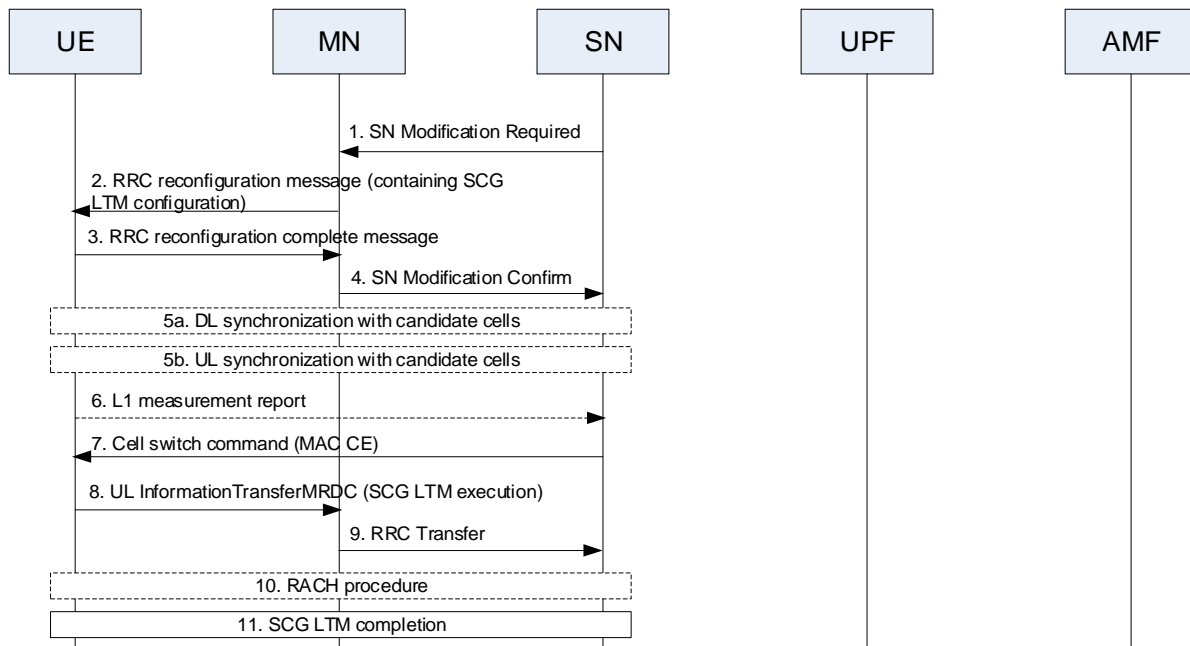 UE
MN
SN
UPF
AMF
1. SN Modification Required
2. RRC reconfiguration message (containing SCG
LTM configuration)
3. RRC reconfiguration complete message
4. SN Modification Confirm
5a. DL synchronization with candidate cells
5b. UL synchronization with candidate cells
6. L1 measurement report
7. Cell switch command (MAC CE)
8. UL InformationTransferMRDC (SCG LTM execution)
9. RRC Transfer
10. RACH procedure
11. SCG LTM completion